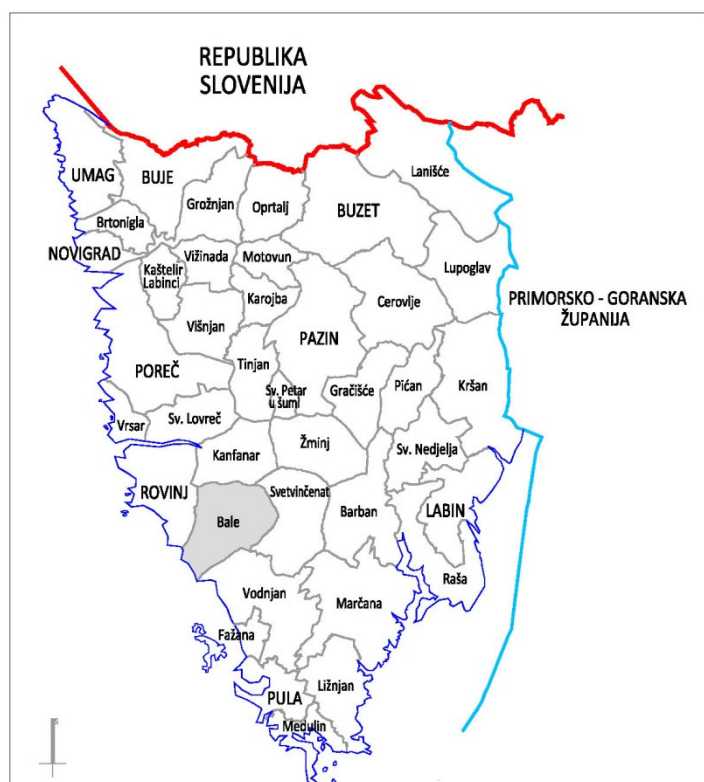 REPUBLIKA
SLOVENIJA
Lanišće
UMAG
BUJE
Grožnjan
Oprtalj
BUZET
Brtonigla
NOVIGRAD
Vižinada
Motovun
Lupoglav
Kaštelir
Labinci
Karojba
Cerovlje
PRIMORSKO - GORANSKA
ŽUPANIJA
Višnjan
PAZIN
Tinjan
POREČ
Sv. Petar
u šumi
Gračišće
Pićan
Kršan
Vrsar
Sv. Lovreč
Žminj
Sv. Nedjelja
Kanfanar
ROVINJ
Svetvinčenat
Bale
Barban
LABIN
Raša
Vodnjan
Marčana
Fažana
Ližnjan
PULA
Medulin
S